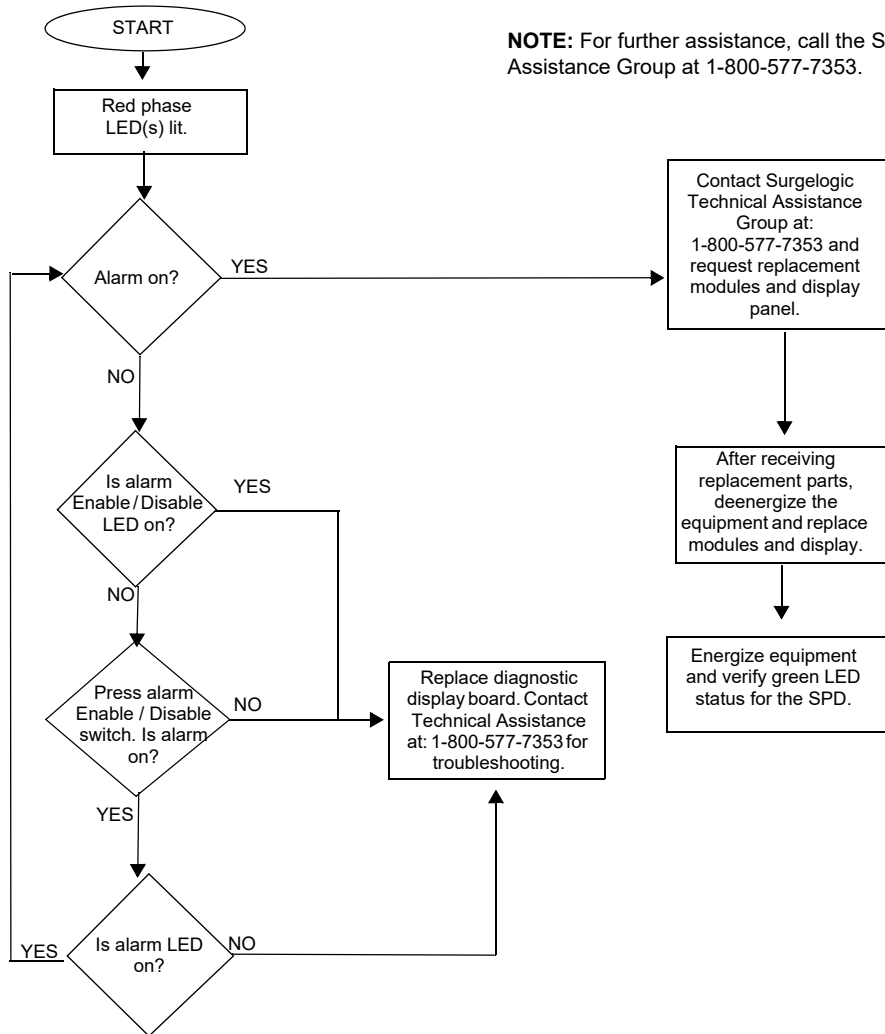 START
NOTE: For further assistance, call the S
Assistance Group at 1-800-577-7353.
Red phase
LED(s) lit.
Alarm on?
YES
Contact Surgelogic
Technical Assistance
Group at:
1-800-577-7353 and
request replacement
modules and display
panel.
NO
Is alarm
Enable / Disable
LED on?
YES
After receiving
replacement parts,
deenergize the
equipment and replace
modules and display.
NO
Press alarm
Enable / Disable
switch. Is alarm
on?
NO
Replace diagnostic
display board. Contact
Technical Assistance
at: 1-800-577-7353 for
troubleshooting.
Energize equipment
and verify green LED
status for the SPD.
YES
Is alarm LED
on?
YES
NO